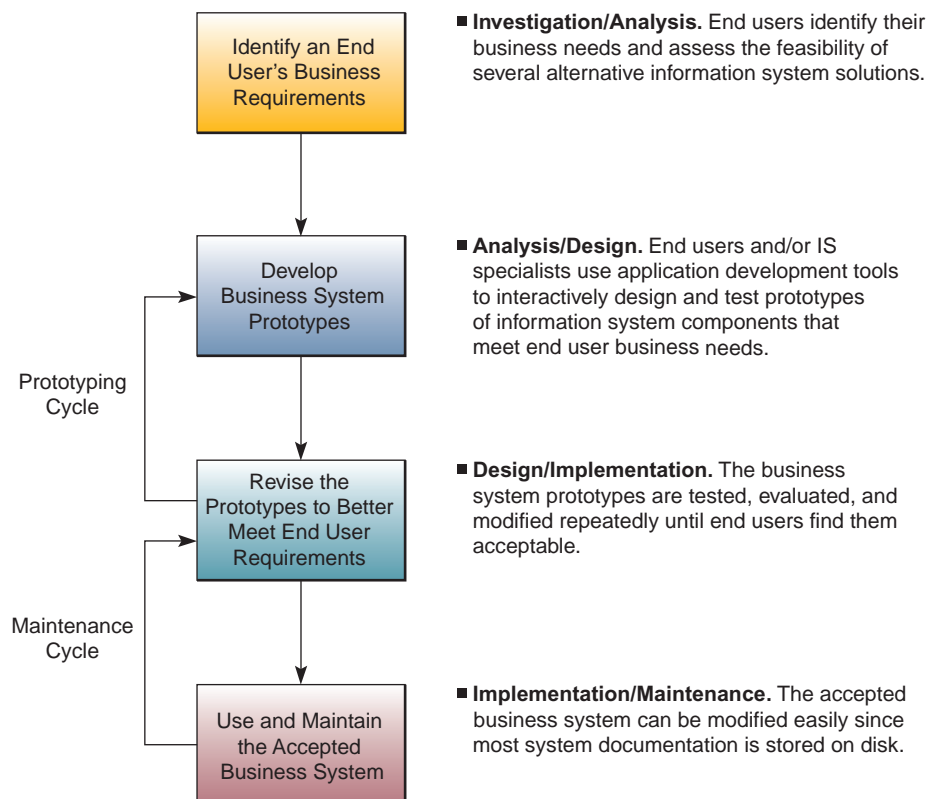 Identify an End
User's Business
Requirements
■ Investigation/Analysis. End users identify their
business needs and assess the feasibility of
several alternative information system solutions.
Develop
Business System
Prototypes
■ Analysis/Design. End users and/or IS
specialists use application development tools
to interactively design and test prototypes
of information system components that
meet end user business needs.
Prototyping
Cycle
Revise the
Prototypes to Better
Meet End User
Requirements
■ Design/Implementation. The business
system prototypes are tested, evaluated, and
modified repeatedly until end users find them
acceptable.
Maintenance
Cycle
Use and Maintain
the Accepted
Business System
■ Implementation/Maintenance. The accepted
business system can be modified easily since
most system documentation is stored on disk.